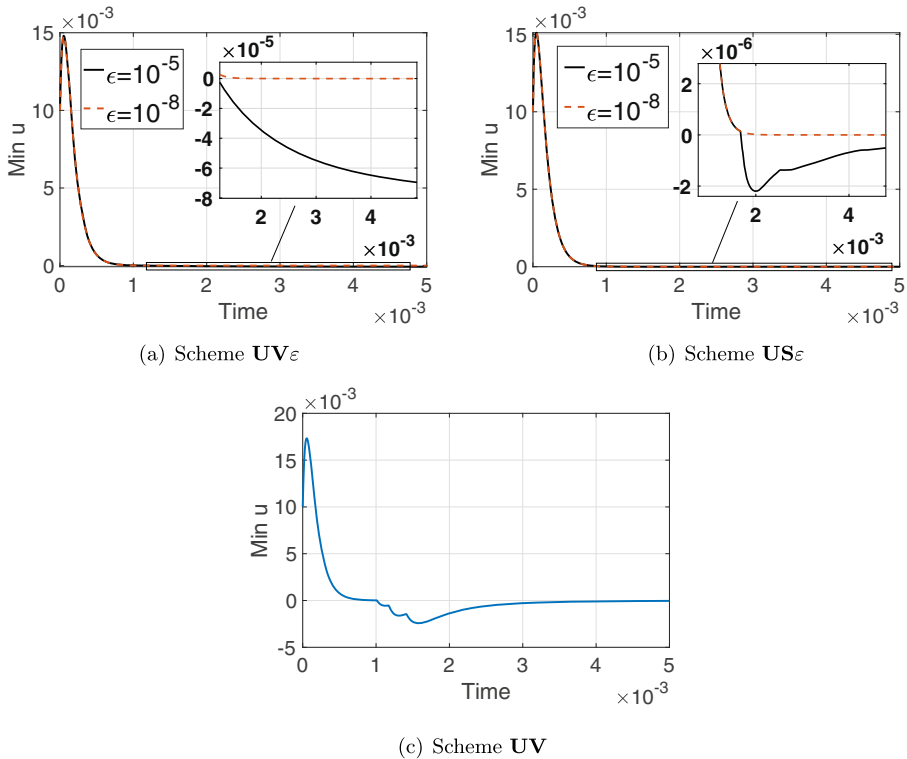 ×10⁻³
15
10
5
0
Min u
ϵ=10⁻⁵
ϵ=10⁻⁸
×10⁻⁵
0
-2
-4
-6
-8
2 3 4
×10⁻³
0 1 2 3 4 5
Time
×10⁻³
(a) Scheme UVε
×10⁻³
15
10
5
0
Min u
ϵ=10⁻⁵
ϵ=10⁻⁸
×10⁻⁶
2
0
-2
2 4
×10⁻³
0 1 2 3 4 5
Time
×10⁻³
(b) Scheme USε
×10⁻³
20
15
10
5
0
-5
Min u
0 1 2 3 4 5
Time
×10⁻³
(c) Scheme UV